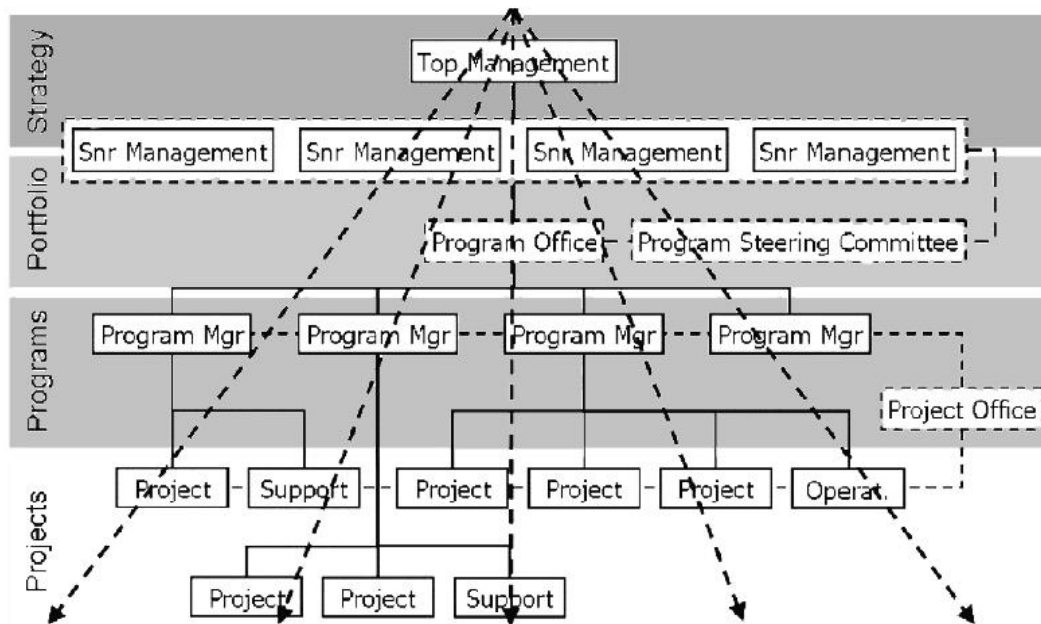 Strategy
Top Management
Snr Management Snr Management Snr Management Snr Management
Portfolio
Program Office Program Steering Committee
Programs
Program Mgr Program Mgr Program Mgr Program Mgr
Project Office
Projects
Project Support Project Project Project Operat.
Project Project Support